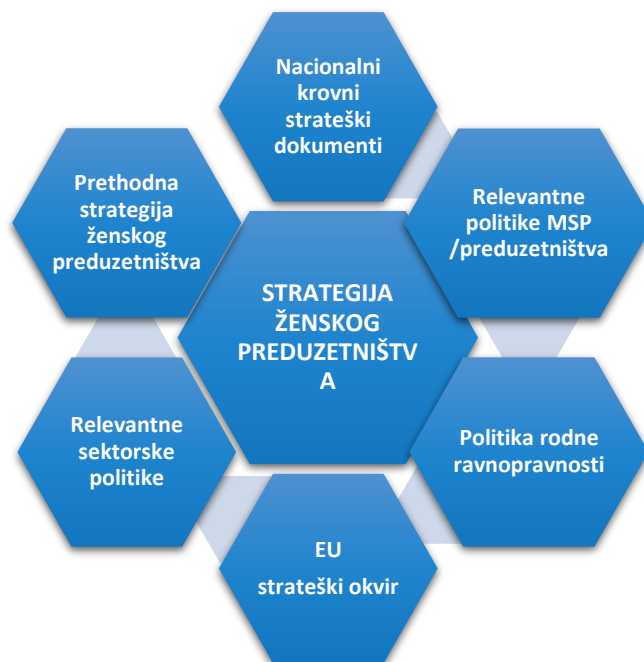 Nacionalni
krovni
strateški
dokumenti
Prethodna
strategija
ženskog
preduzetništva
Relevantne
politike MSP
/preduzetništva
STRATEGIJA
ŽENSKOG
PREDUZETNIŠTV
A
Relevantne
sektorske
politike
Politika rodne
ravnopravnosti
EU
strateški okvir